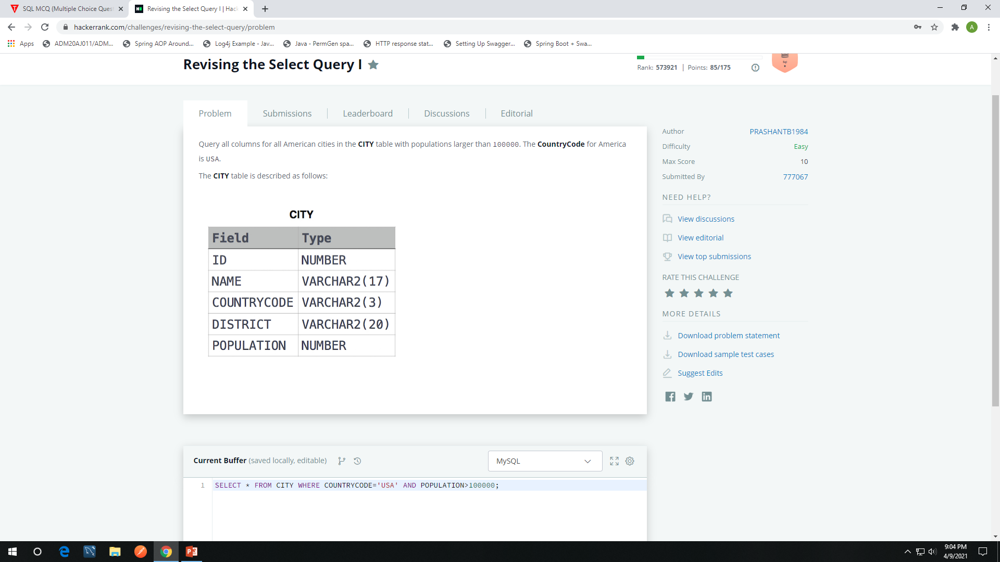 SQL MCQ (Multiple Choice Quest
Revising the Select Query I | Hack
hackerrank.com/challenges/revising-the-select-query/problem
A
Apps
ADM20AJ011/ADM...
Spring AOP Around...
Log4j Example - Jav...
Java - PermGen spa...
HTTP response stat...
Setting Up Swagger...
Spring Boot + Swa...
Revising the Select Query I
Rank: 573921 | Points: 85/175
Sql
Problem
Submissions
Leaderboard
Discussions
Editorial
Query all columns for all American cities in the CITY table with populations larger than 100000. The CountryCode for America
is USA.
The CITY table is described as follows:
CITY
Field Type
ID NUMBER
NAME VARCHAR2(17)
COUNTRYCODE VARCHAR2(3)
DISTRICT VARCHAR2(20)
POPULATION NUMBER
Author PRASHANTB1984
Difficulty Easy
Max Score 10
Submitted By 777067
NEED HELP?
View discussions
View editorial
View top submissions
RATE THIS CHALLENGE
MORE DETAILS
Download problem statement
Download sample test cases
Suggest Edits
Current Buffer (saved locally, editable)
MySQL
1 SELECT * FROM CITY WHERE COUNTRYCODE='USA' AND POPULATION>100000;
9:04 PM
4/9/2021